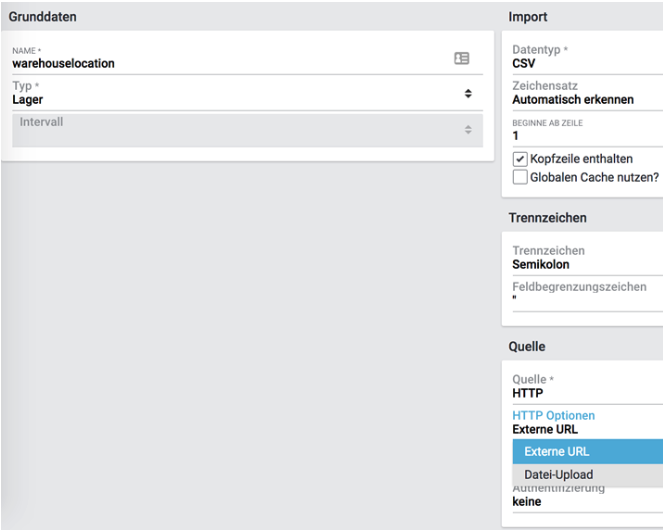 Grunddaten
NAME *
warehouselocation
Typ *
Lager
Intervall
Import
Datentyp *
CSV
Zeichensatz
Automatisch erkennen
BEGINNE AB ZEILE
1
Kopfzeile enthalten
Globalen Cache nutzen?
Trennzeichen
Trennzeichen
Semikolon
Feldbegrenzungszeichen
"
Quelle
Quelle *
HTTP
HTTP Optionen
Externe URL
Externe URL
Datei-Upload
Authentifizierung
keine